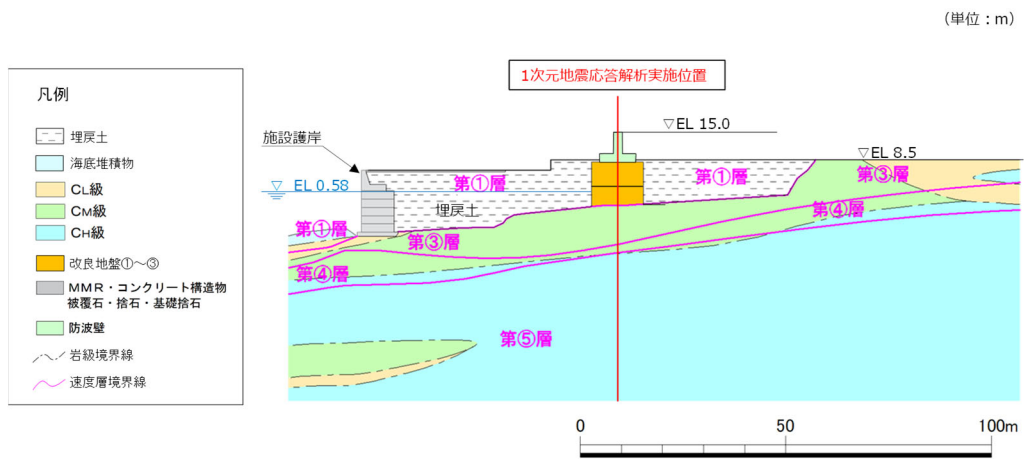 （単位：m）
1次元地震応答解析実施位置
凡例
埋戻土
海底堆積物
CL級
CM級
CH級
改良地盤①～③
MMR・コンクリート構造物
被覆石・捨石・基礎捨石
防波壁
岩級境界線
速度層境界線
施設護岸
▽EL 15.0
▽EL 8.5
▽ EL 0.58
第①層
第①層
第③層
埋戻土
第①層
第④層
第③層
第④層
第⑤層
0
50
100m